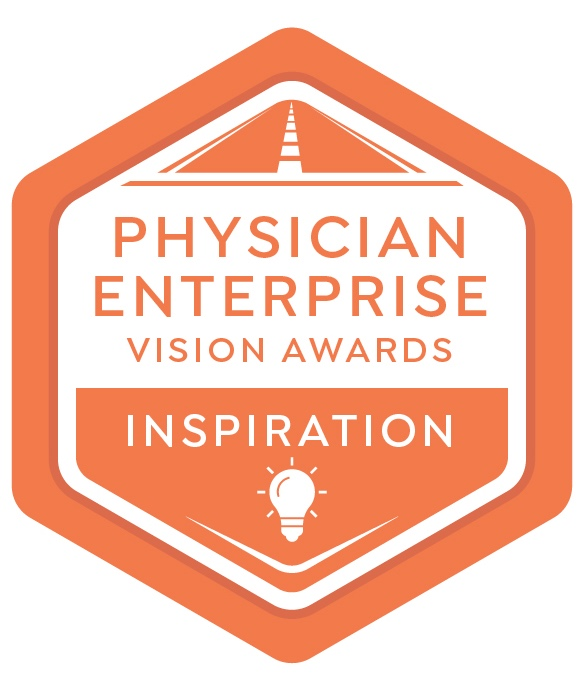 PHYSICIAN
ENTERPRISE
VISION AWARDS
INSPIRATION